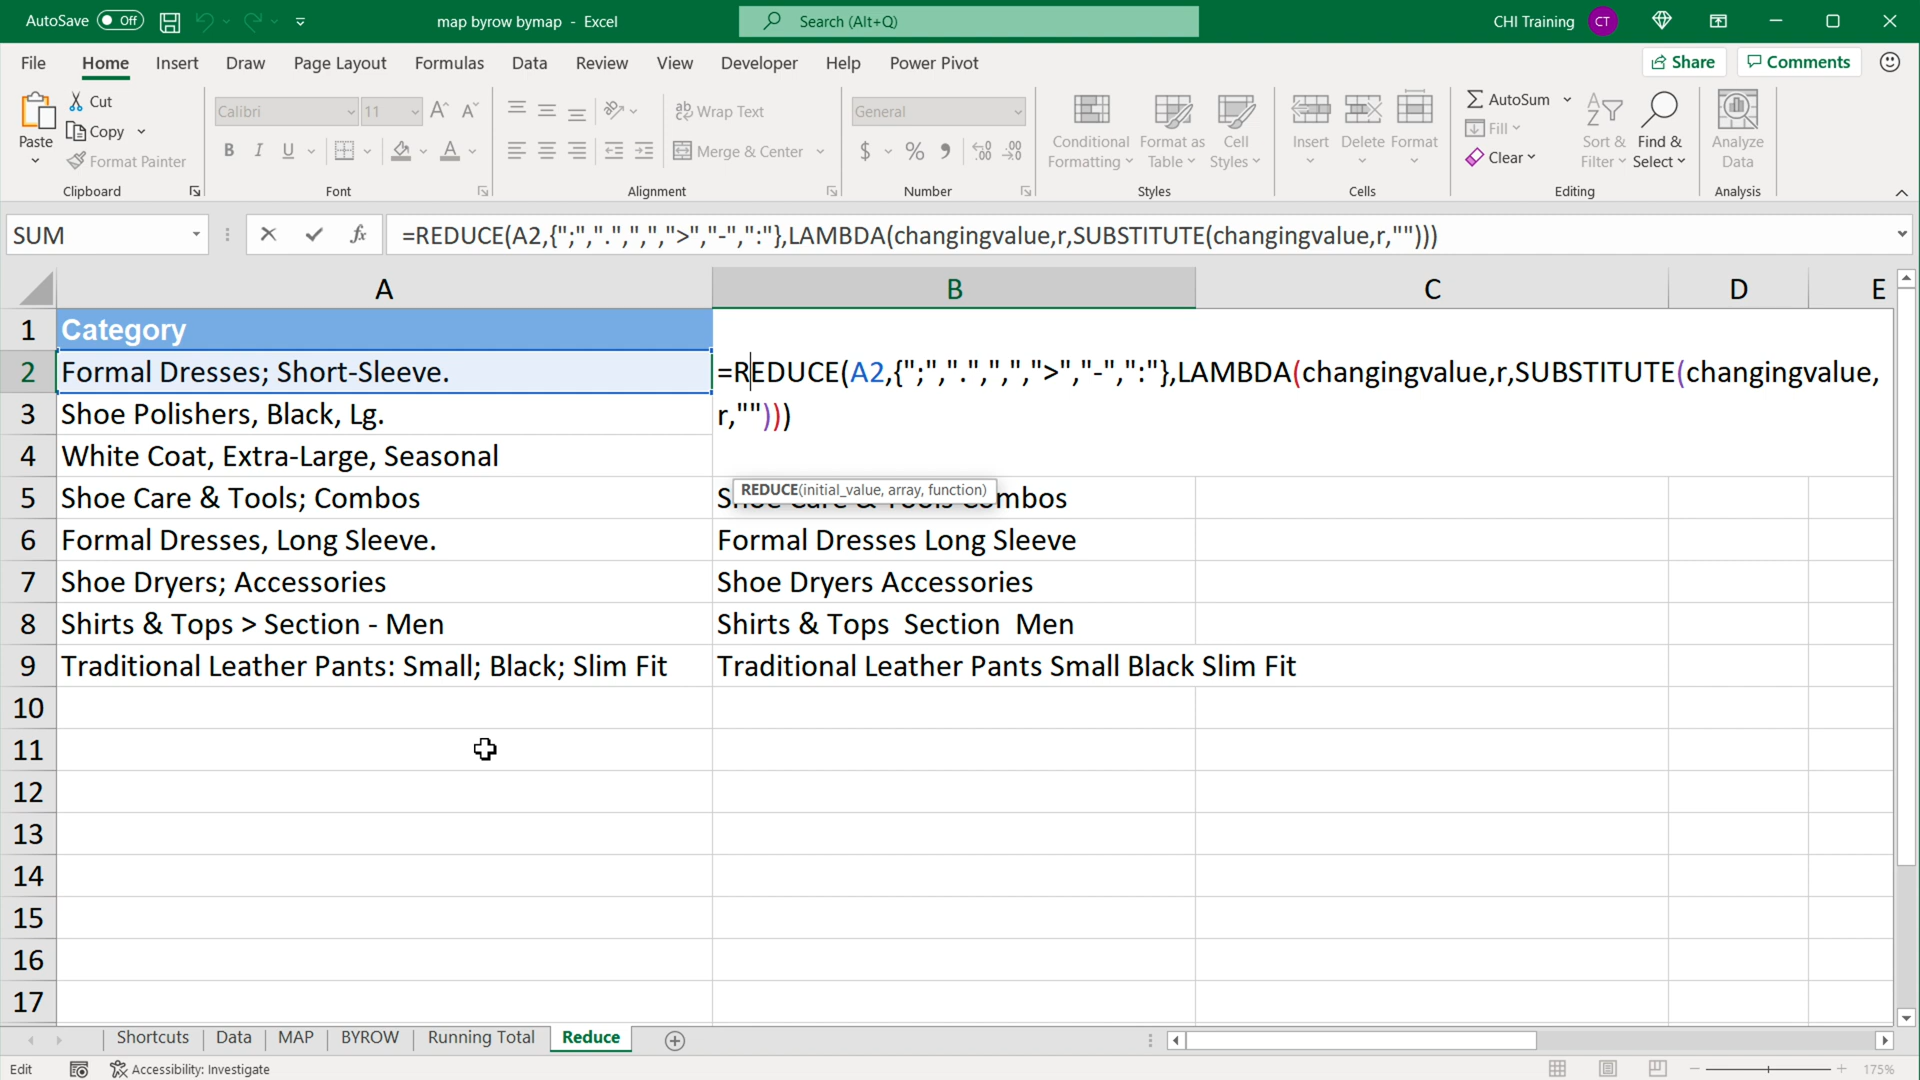 AutoSave Off map byrow bymap - Excel Search (Alt+Q) CHI Training CT
File Home Insert Draw Page Layout Formulas Data Review View Developer Help Power Pivot Share Comments
Paste Cut Copy Format Painter Clipboard
Calibri 11 A^ A B I U A Font
Wrap Text Merge & Center Alignment
General $ % Number
Conditional Formatting Format as Table Cell Styles Styles
Insert Delete Format Cells
AutoSum Fill Clear Sort & Filter Find & Select Editing
Analyze Data Analysis
SUM fx =REDUCE(A2,{";",".",",",">","-",":"},LAMBDA(changingvalue,r,SUBSTITUTE(changingvalue,r,"")))
A B C D E
1 Category
2 Formal Dresses; Short-Sleeve. =REDUCE(A2,{";",".",",",">","-",":"},LAMBDA(changingvalue,r,SUBSTITUTE(changingvalue,
3 Shoe Polishers, Black, Lg. r,"")))
4 White Coat, Extra-Large, Seasonal
REDUCE(initial_value, array, function)
5 Shoe Care & Tools; Combos Shoe Care & Tools Combos
6 Formal Dresses, Long Sleeve. Formal Dresses Long Sleeve
7 Shoe Dryers; Accessories Shoe Dryers Accessories
8 Shirts & Tops > Section - Men Shirts & Tops  Section  Men
9 Traditional Leather Pants: Small; Black; Slim Fit Traditional Leather Pants Small Black Slim Fit
10
11
12
13
14
15
16
17
Shortcuts Data MAP BYROW Running Total Reduce
Edit Accessibility: Investigate 175%